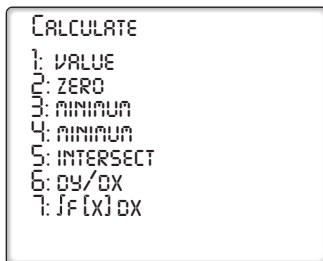 CALCULATE
1: VALUE
2: ZERO
3: MINIMUM
4: MINIMUM
5: INTERSECT
6: DY/DX
7: ∫F[X]DX